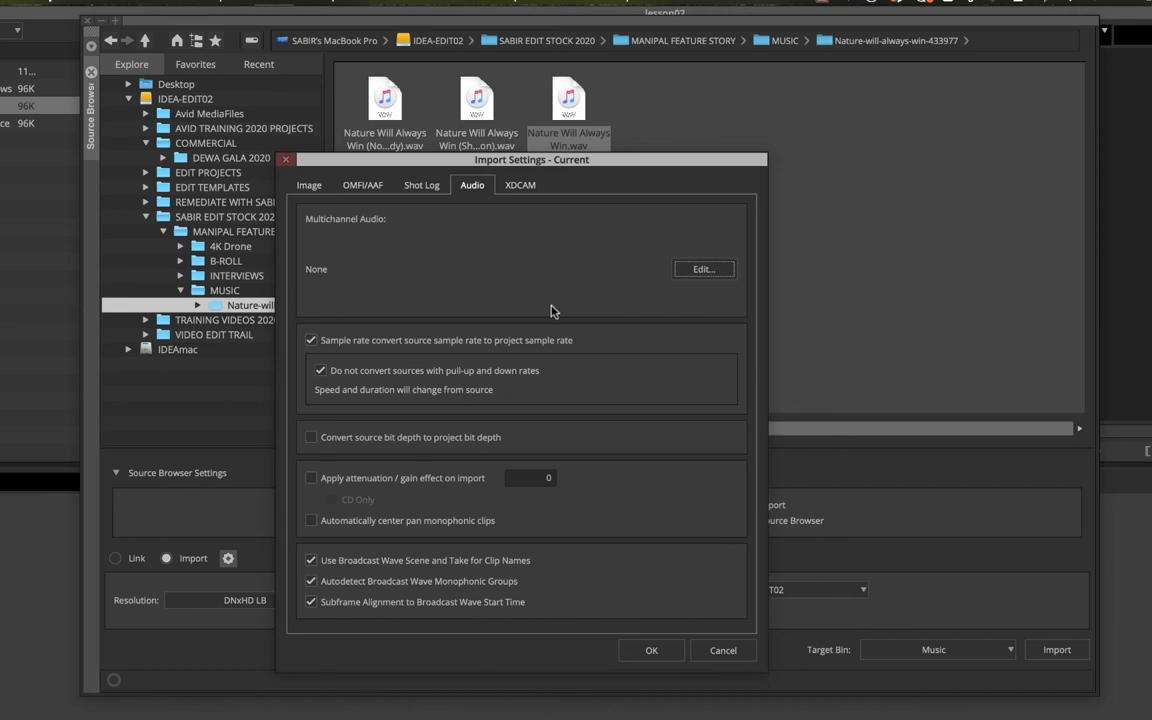 lesson02
SABIR's MacBook Pro > IDEA-EDIT02 > SABIR EDIT STOCK 2020 > MANIPAL FEATURE STORY > MUSIC > Nature-will-always-win-433977 >
Source Browser
11...
ws 96K
96K
ce 96K
Explore Favorites Recent
Desktop
IDEA-EDIT02
Avid MediaFiles
AVID TRAINING 2020 PROJECTS
COMMERCIAL
DEWA GALA 2020
EDIT PROJECTS
EDIT TEMPLATES
REMEDIATE WITH SABI
SABIR EDIT STOCK 202
MANIPAL FEATURE
4K Drone
B-ROLL
INTERVIEWS
MUSIC
Nature-will
TRAINING VIDEOS 202
VIDEO EDIT TRAIL
IDEAmac
Nature Will Always Win (No...dy).wav
Nature Will Always Win (Sh...on).wav
Nature Will Always Win.wav
Import Settings - Current
Image OMFI/AAF Shot Log Audio XDCAM
Multichannel Audio:
None Edit...
Sample rate convert source sample rate to project sample rate
Do not convert sources with pull-up and down rates
Speed and duration will change from source
Convert source bit depth to project bit depth
Apply attenuation / gain effect on import 0
CD Only
Automatically center pan monophonic clips
Use Broadcast Wave Scene and Take for Clip Names
Autodetect Broadcast Wave Monophonic Groups
Subframe Alignment to Broadcast Wave Start Time
OK Cancel
Source Browser Settings
port
urce Browser
Link Import
Resolution: DNxHD LB
T02
Target Bin: Music Import